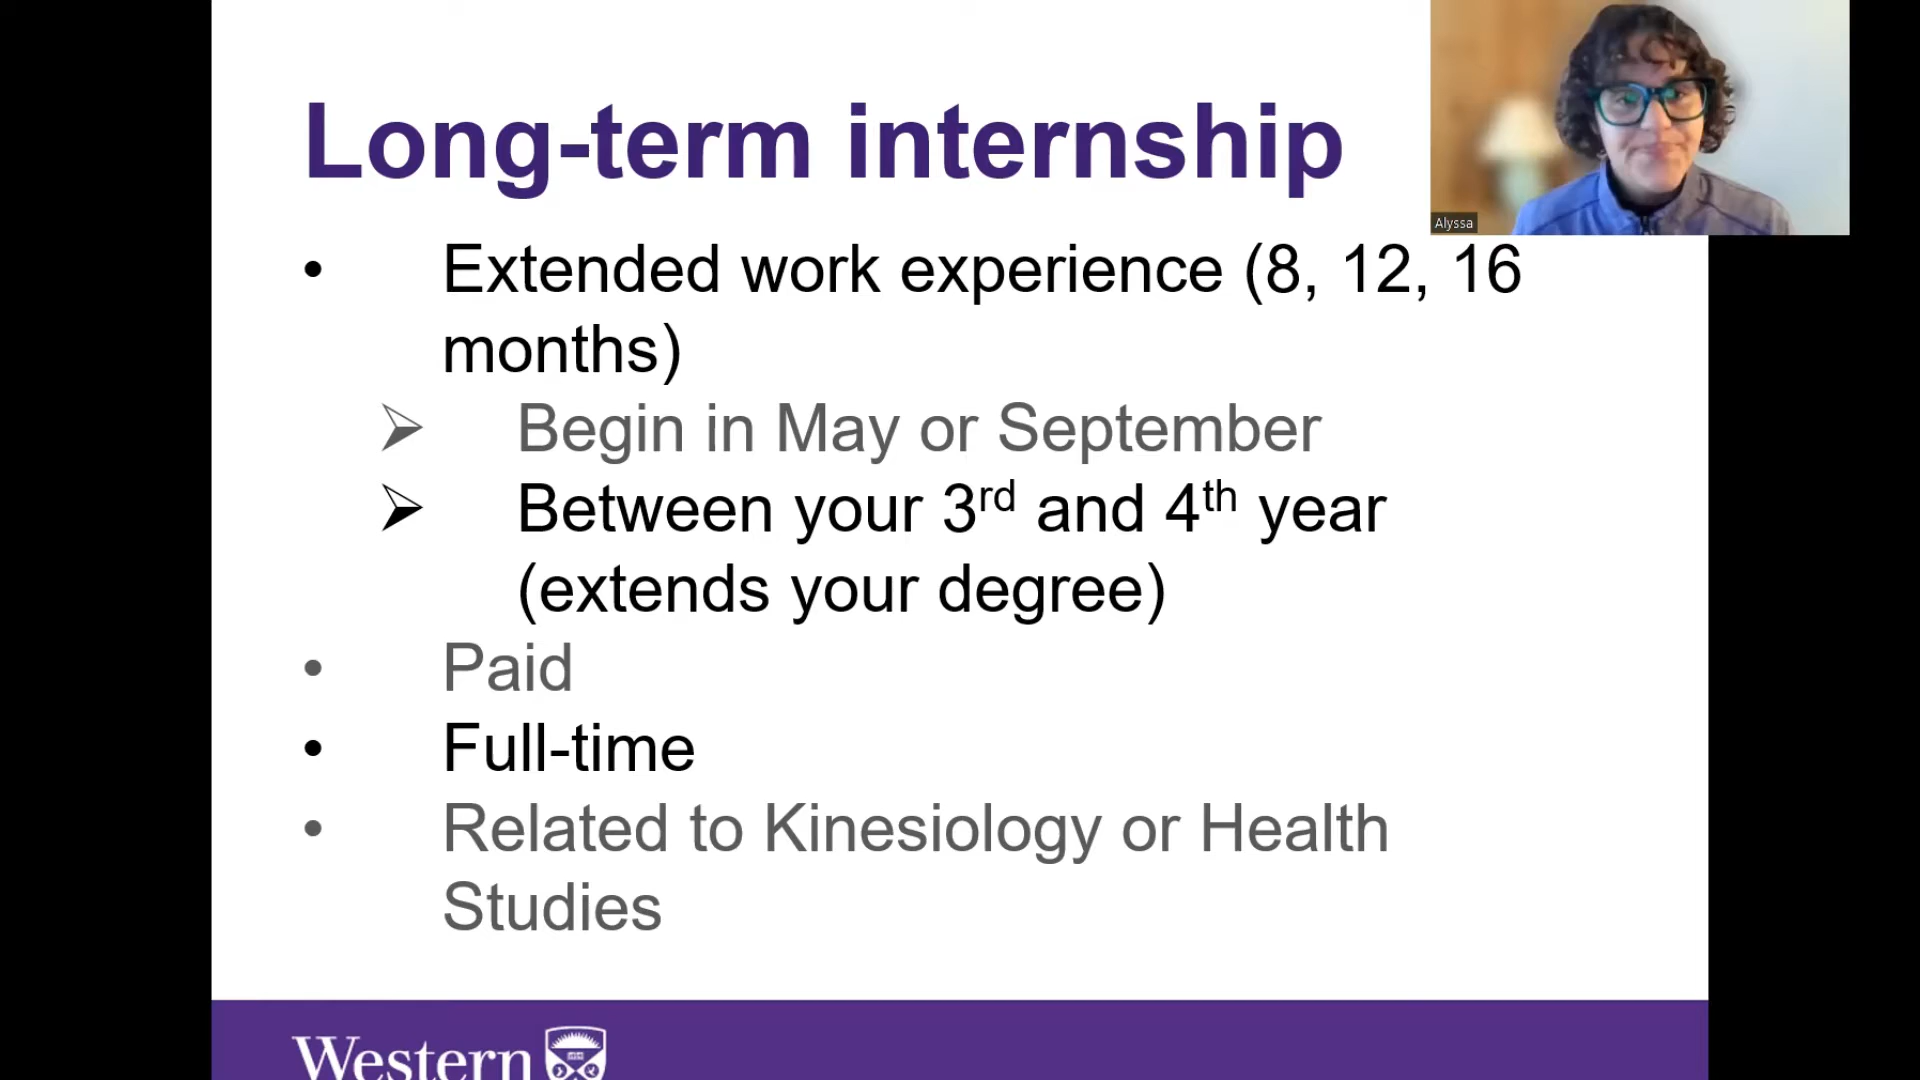 Long-term internship
Alyssa
• Extended work experience (8, 12, 16
months)
➢ Begin in May or September
➢ Between your 3rd and 4th year
(extends your degree)
• Paid
• Full-time
• Related to Kinesiology or Health
Studies
Western